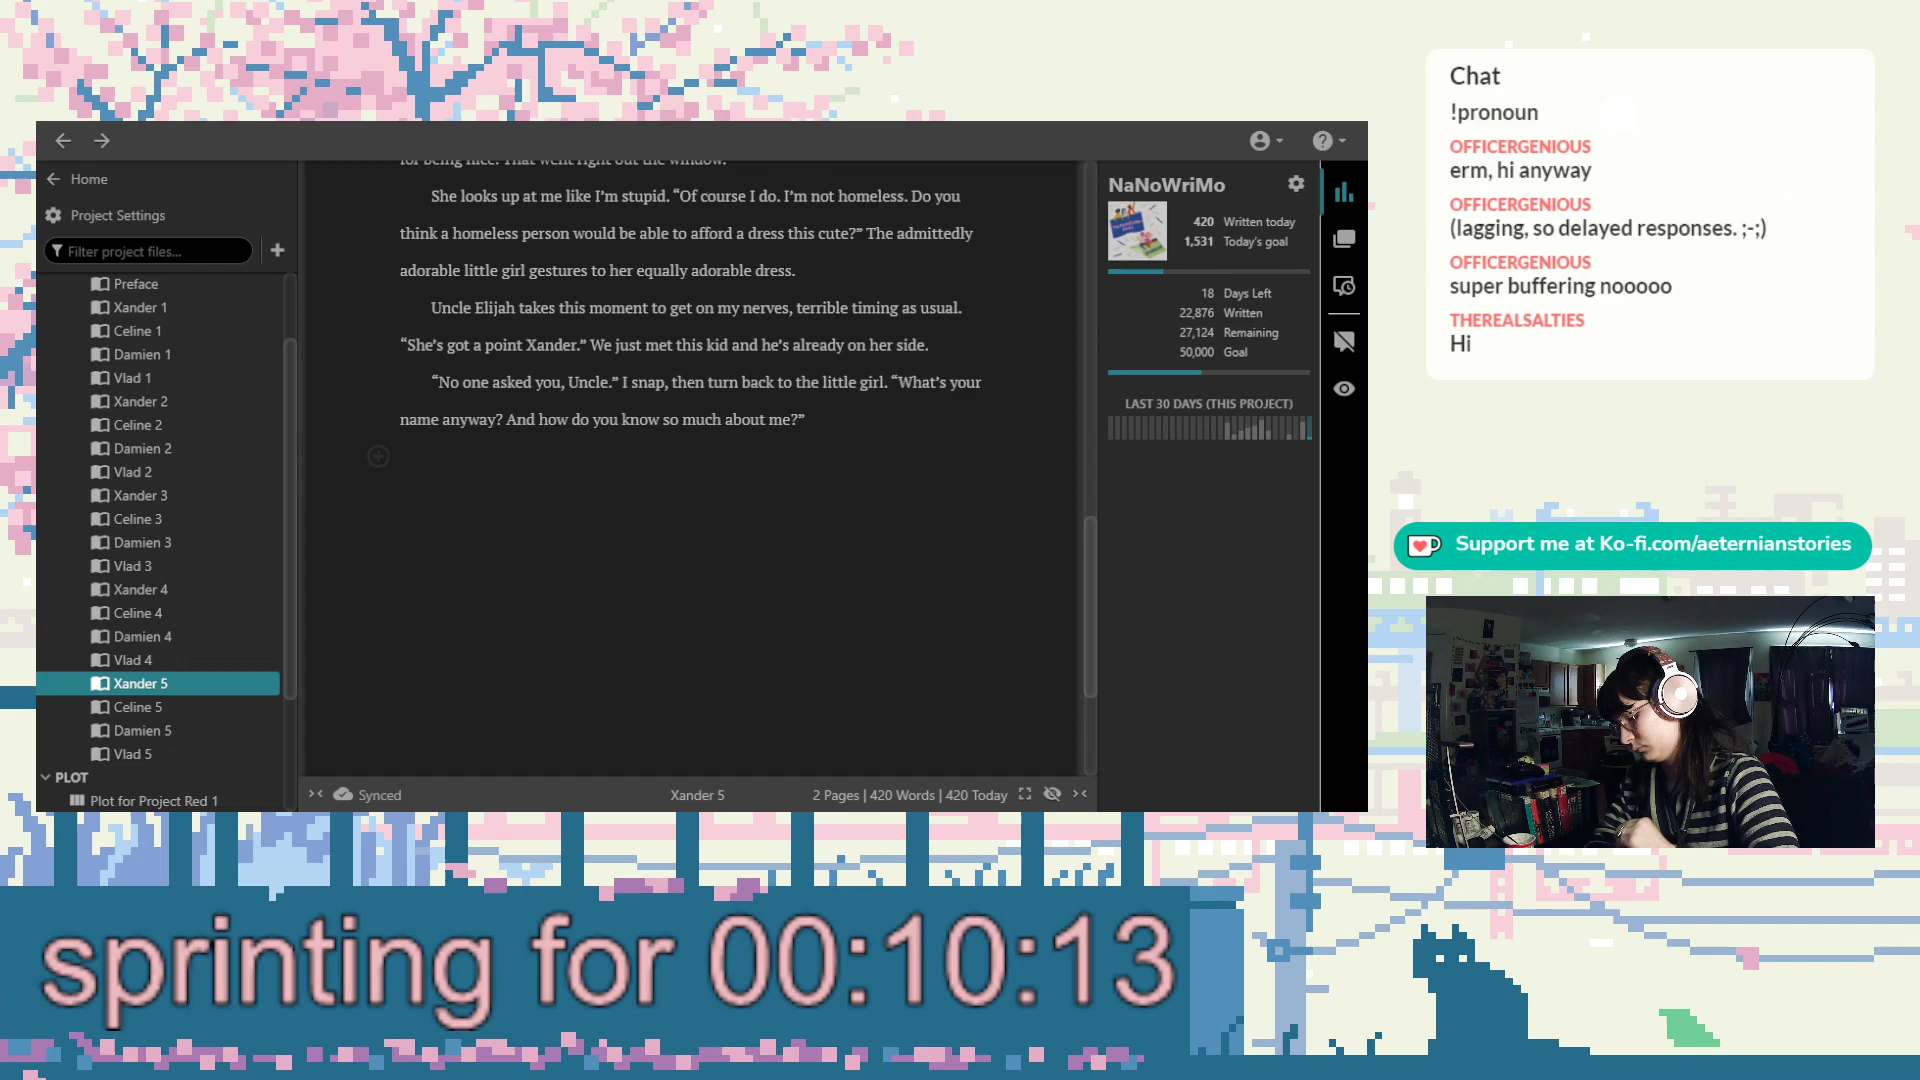 Home
Project Settings
Filter project files...
Preface
Xander 1
Celine 1
Damien 1
Vlad 1
Xander 2
Celine 2
Damien 2
Vlad 2
Xander 3
Celine 3
Damien 3
Vlad 3
Xander 4
Celine 4
Damien 4
Vlad 4
Xander 5
Celine 5
Damien 5
Vlad 5
PLOT
Plot for Project Red 1
for being nice. That went right out the window.
She looks up at me like I’m stupid. “Of course I do. I’m not homeless. Do you
think a homeless person would be able to afford a dress this cute?” The admittedly
adorable little girl gestures to her equally adorable dress.
Uncle Elijah takes this moment to get on my nerves, terrible timing as usual.
“She’s got a point Xander.” We just met this kid and he’s already on her side.
“No one asked you, Uncle.” I snap, then turn back to the little girl. “What’s your
name anyway? And how do you know so much about me?”
Synced
Xander 5
2 Pages | 420 Words | 420 Today
NaNoWriMo
420 Written today
1,531 Today's goal
18 Days Left
22,876 Written
27,124 Remaining
50,000 Goal
LAST 30 DAYS (THIS PROJECT)
Chat
!pronoun
OFFICERGENIOUS
erm, hi anyway
OFFICERGENIOUS
(lagging, so delayed responses. ;-;)
OFFICERGENIOUS
super buffering nooooo
THEREALSALTIES
Hi
Support me at Ko-fi.com/aeternianstories
sprinting for 00:10:13